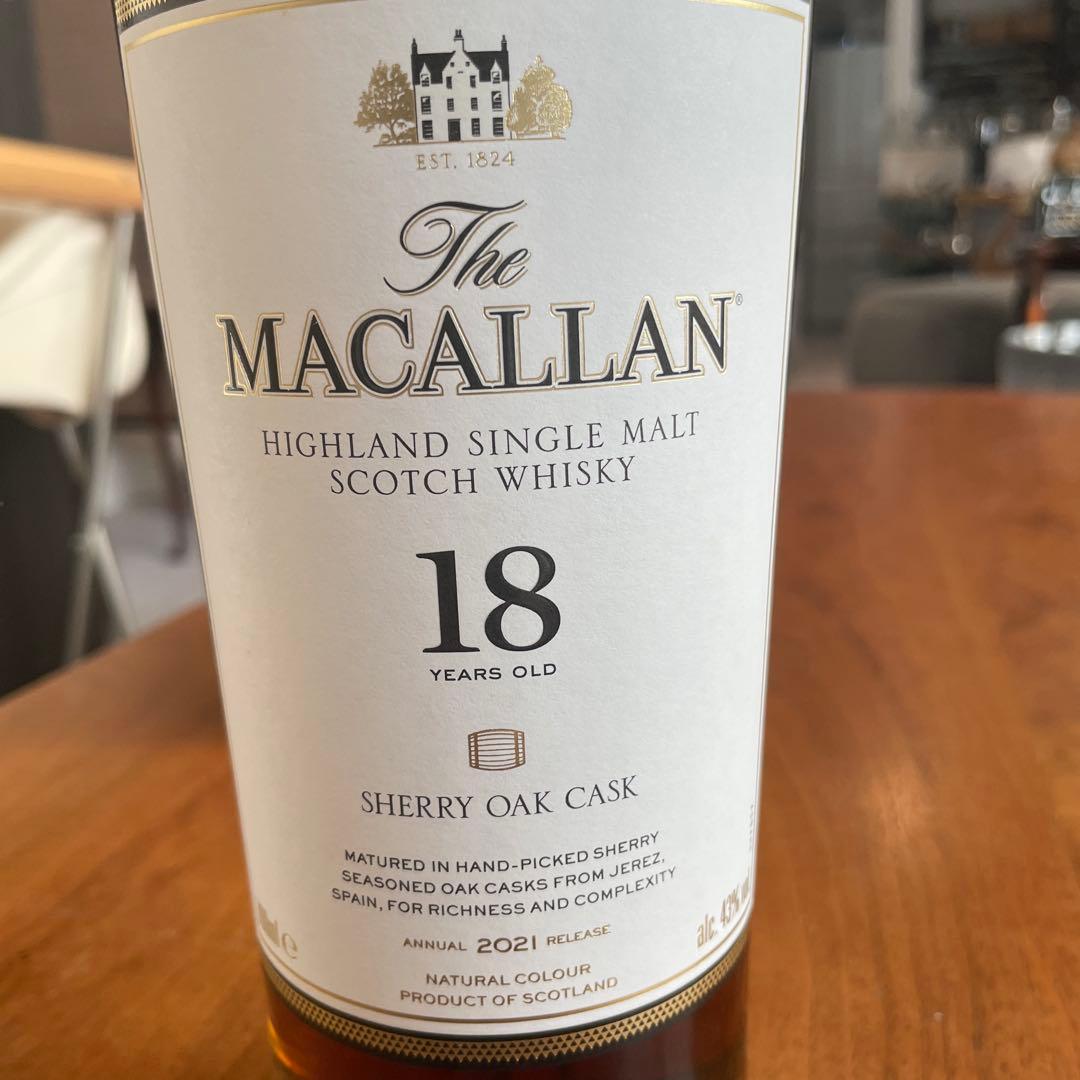 EST. 1824
The
MACALLAN®
HIGHLAND SINGLE MALT
SCOTCH WHISKY
18
YEARS OLD
SHERRY OAK CASK
MATURED IN HAND-PICKED SHERRY
SEASONED OAK CASKS FROM JEREZ,
SPAIN, FOR RICHNESS AND COMPLEXITY
alc. 43%
ANNUAL 2021 RELEASE
NATURAL COLOUR
PRODUCT OF SCOTLAND